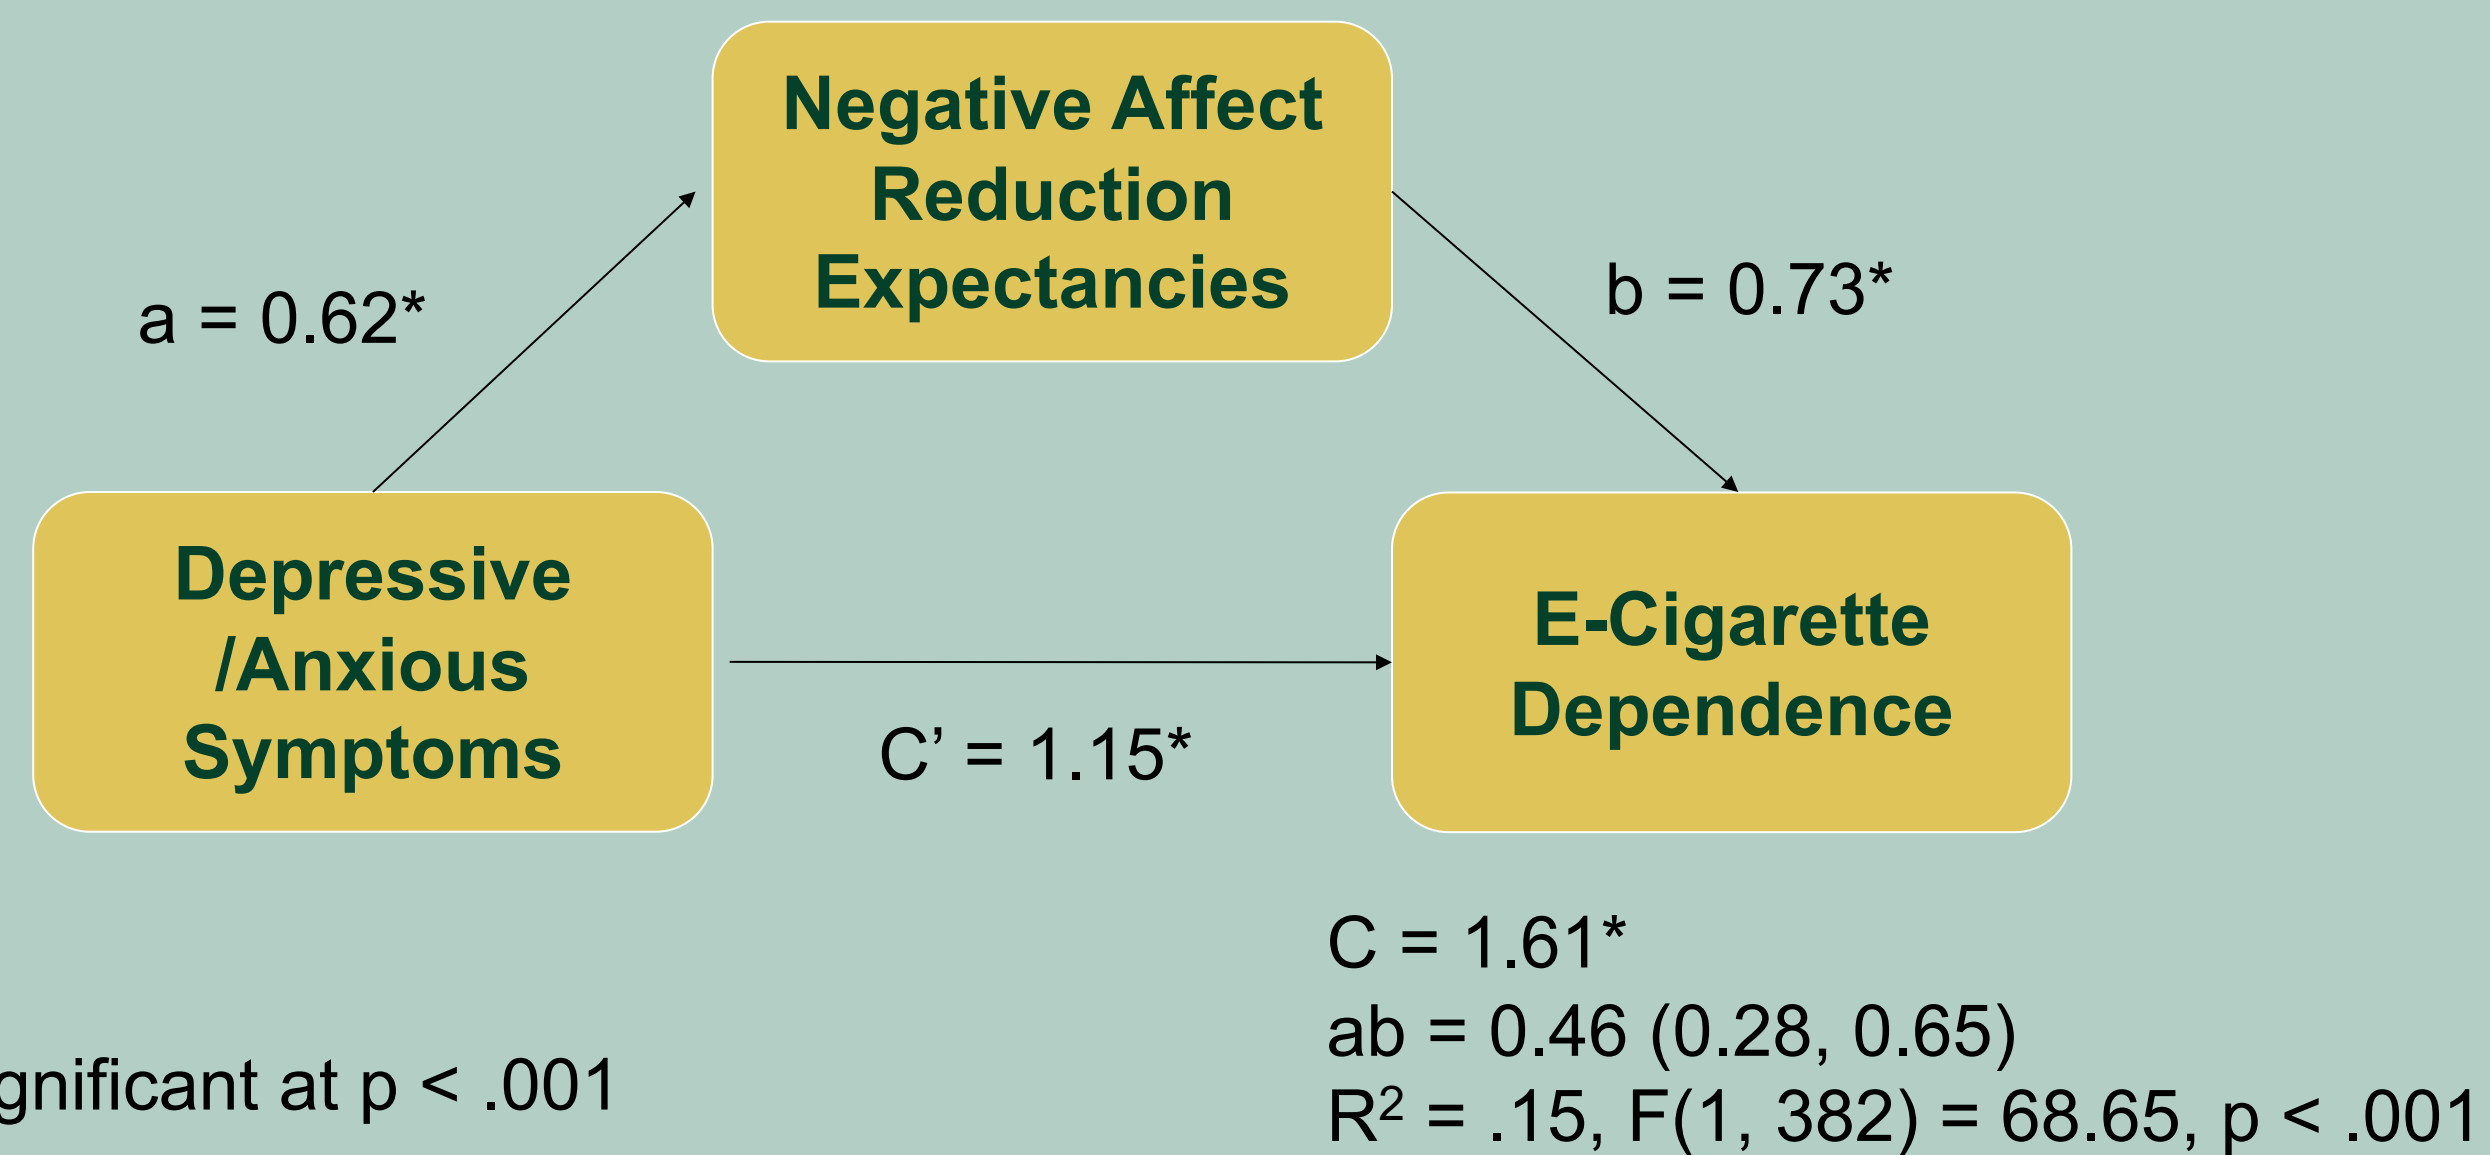 Negative Affect
Reduction
Expectancies
a = 0.62*
b = 0.73*
Depressive
/Anxious
Symptoms
E-Cigarette
Dependence
C’ = 1.15*
C = 1.61*
ab = 0.46 (0.28, 0.65)
R² = .15, F(1, 382) = 68.65, p < .001
at p < .001